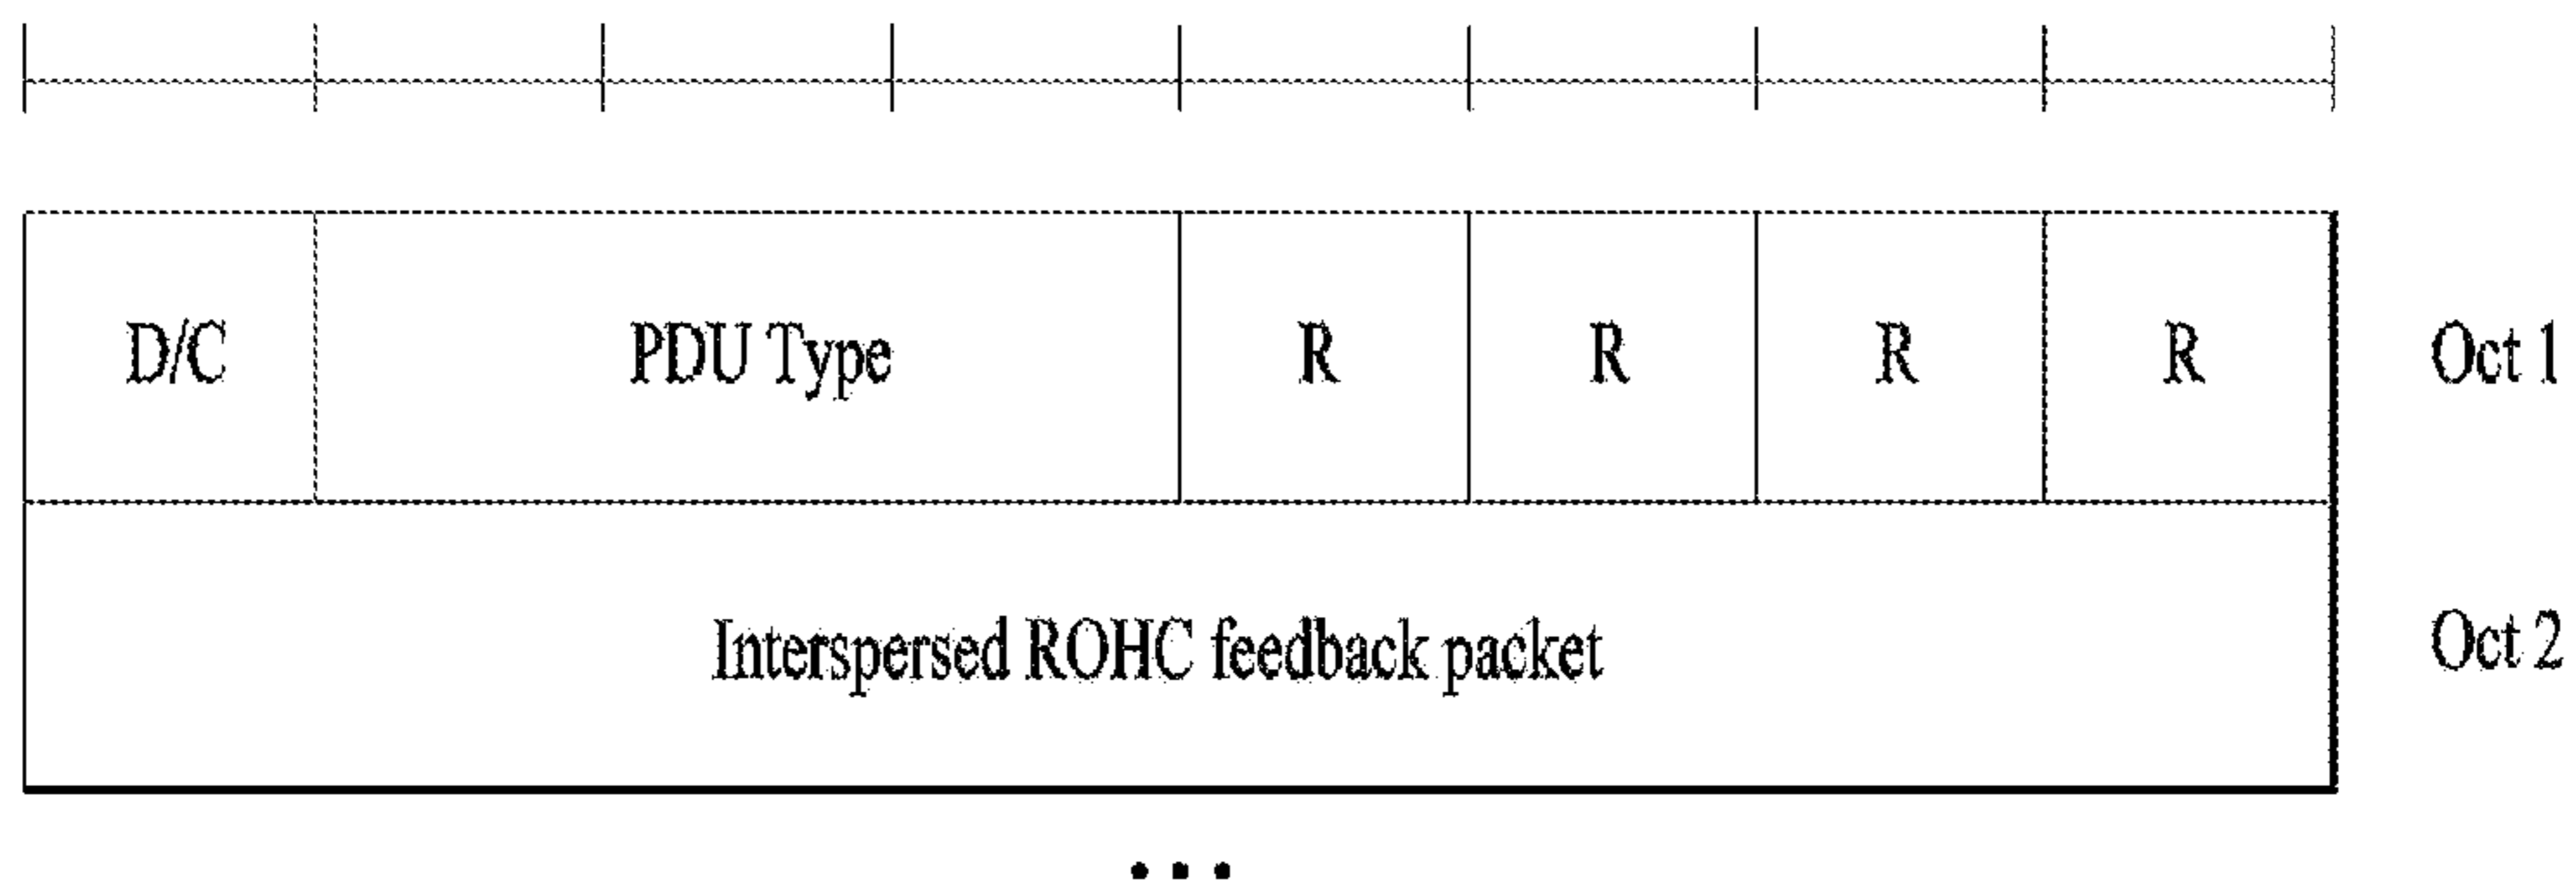 D/C PDU Type R R R R Oct 1
Interspersed ROHC feedback packet Oct 2
...